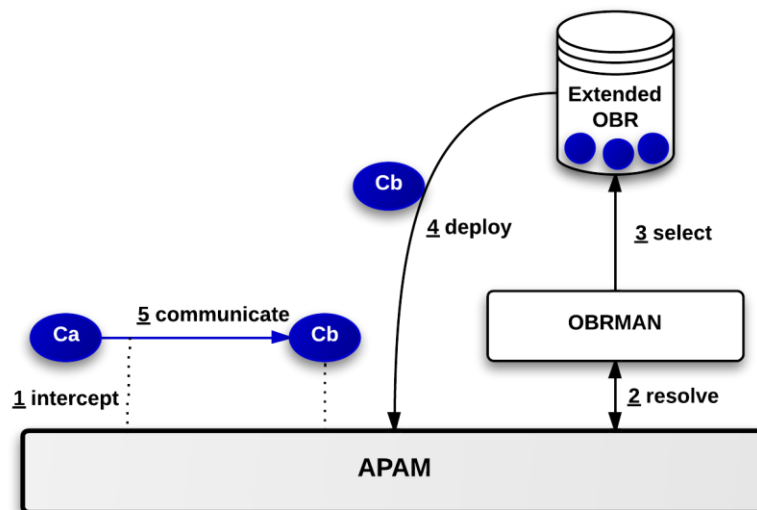 Extended
OBR
Cb
4 deploy
3 select
5 communicate
OBRMAN
Ca
Cb
1 intercept
2 resolve
APAM